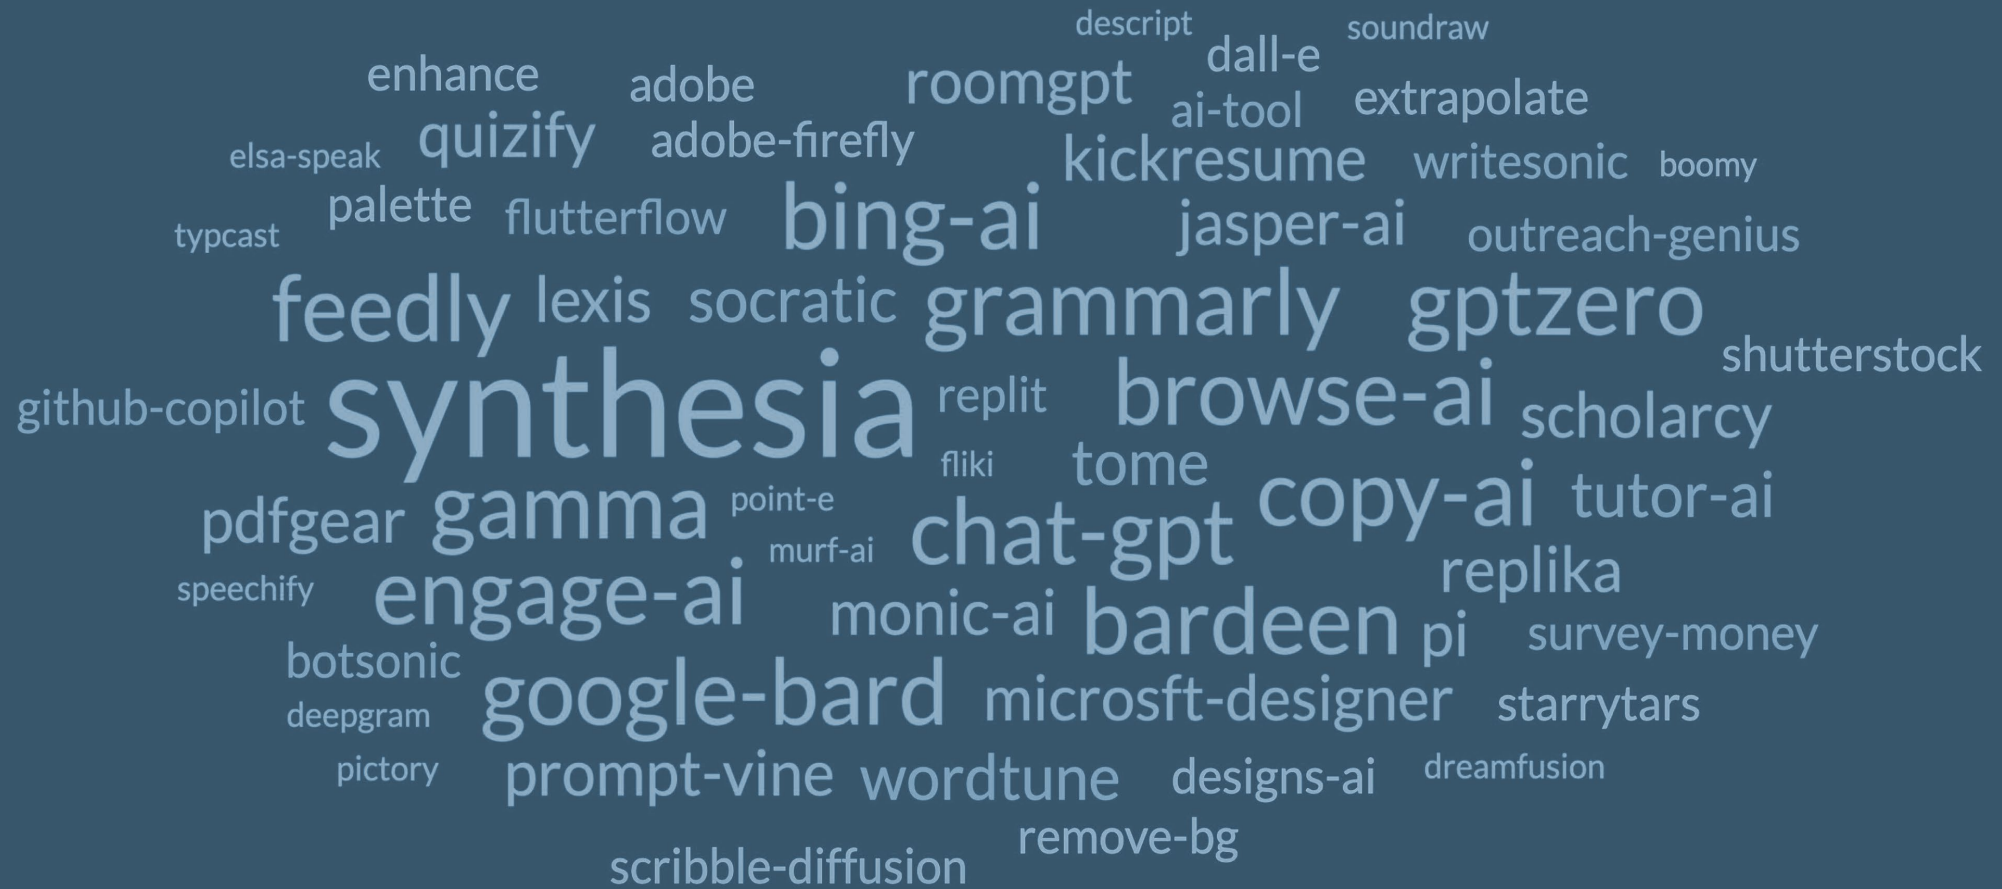 descript
soundraw
dall-e
enhance
adobe
roomgpt
ai-tool
extrapolate
quizify
adobe-firefly
elsa-speak
kickresume
writesonic
boomy
palette
flutterflow
bing-ai
jasper-ai
typcast
outreach-genius
feedly
lexis
socratic
grammarly
gptzero
shutterstock
github-copilot
synthesia
replit
browse-ai
scholarcy
fliki
tome
pdfgear
gamma
point-e
chat-gpt
copy-ai
tutor-ai
murf-ai
replika
speechify
engage-ai
monic-ai
bardeen
pi
survey-money
botsonic
google-bard
microsft-designer
starrytars
deepgram
pictory
prompt-vine
wordtune
designs-ai
dreamfusion
remove-bg
scribble-diffusion